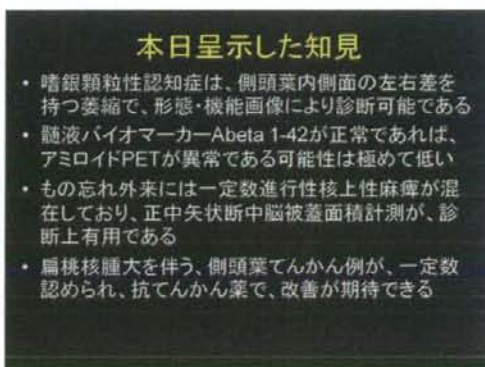 本日呈示した知見
• 嗜銀顆粒性認知症は、側頭葉内側面の左右差を
持つ萎縮で、形態・機能画像により診断可能である
• 髄液バイオマーカーAbeta 1-42が正常であれば、
アミロイドPETが異常である可能性は極めて低い
• もの忘れ外来には一定数進行性核上性麻痺が混
在しており、正中矢状断中脳被蓋面積計測が、診
断上有用である
• 扁桃核腫大を伴う、側頭葉てんかん例が、一定数
認められ、抗てんかん薬で、改善が期待できる